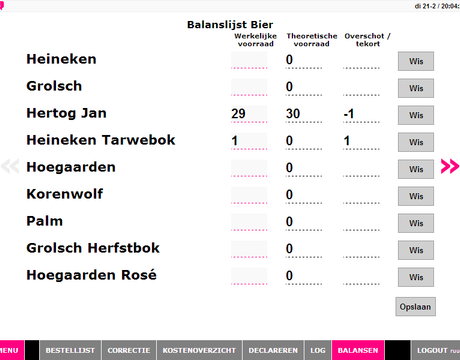 di 21-2 / 20:04:
Balanslijst Bier
Werkelijke voorraad Theoretische voorraad Overschot / tekort
Heineken 0 Wis
Grolsch 0 Wis
Hertog Jan 29 30 -1 Wis
Heineken Tarwebok 1 0 1 Wis
Hoegaarden 0 Wis
Korenwolf 0 Wis
Palm 0 Wis
Grolsch Herfstbok 0 Wis
Hoegaarden Rosé 0 Wis
Opslaan
MENU BESTELLIJST CORRECTIE KOSTENOVERZICHT DECLAREREN LOG BALANSEN LOGOUT